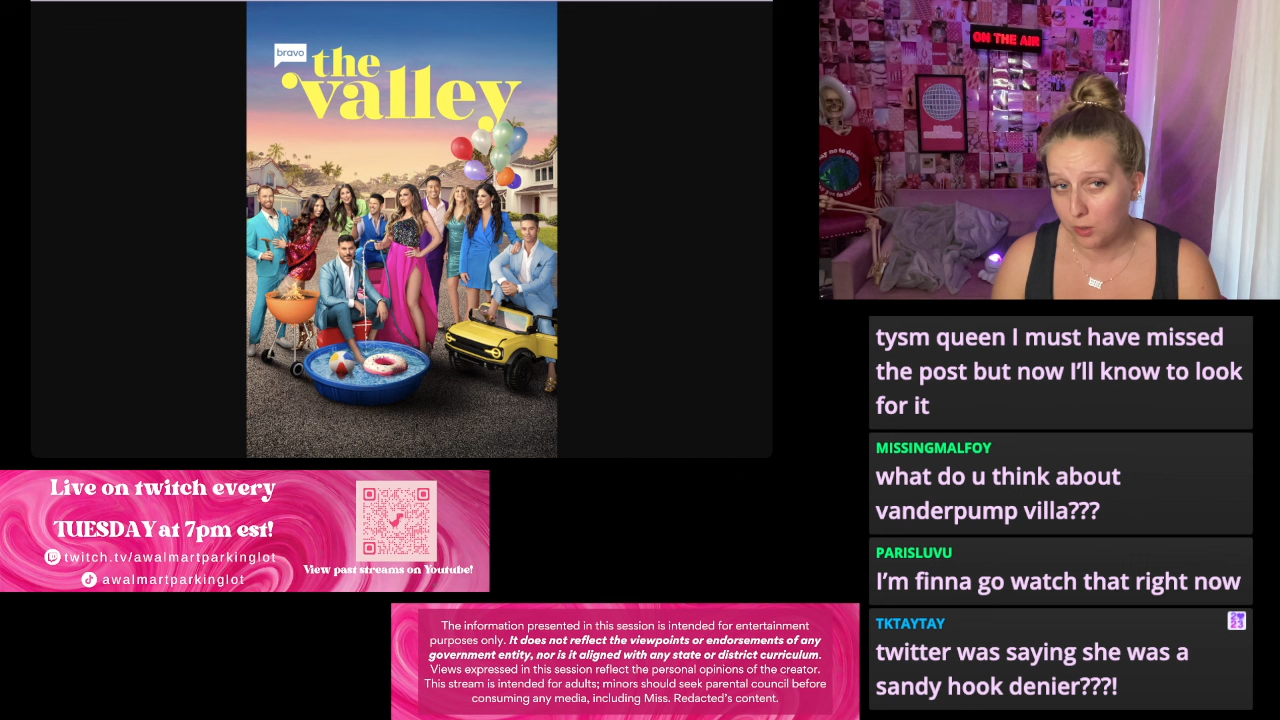 bravo
the
valley
ON THE AIR
Live on twitch every
TUESDAY at 7pm est!
twitch.tv/awalmartparkinglot
awalmartparkinglot
View past streams on Youtube!
The information presented in this session is intended for entertainment
purposes only. It does not reflect the viewpoints or endorsements of any
government entity, nor is it aligned with any state or district curriculum.
Views expressed in this session reflect the personal opinions of the creator.
This stream is intended for adults; minors should seek parental council before
consuming any media, including Miss. Redacted's content.
tysm queen I must have missed
the post but now I’ll know to look
for it
MISSINGMALFOY
what do u think about
vanderpump villa???
PARISLUVU
I’m finna go watch that right now
TKTAYTAY
twitter was saying she was a
sandy hook denier???!